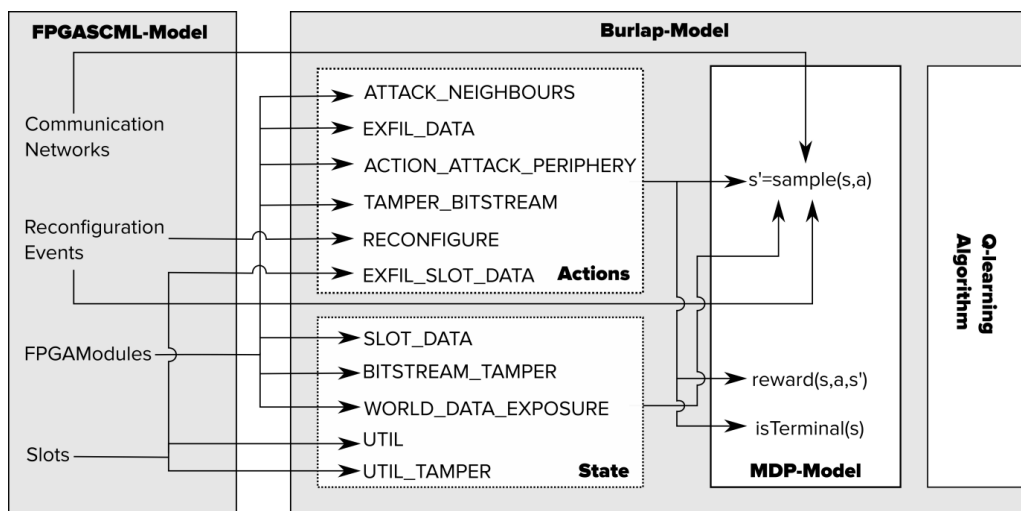 FPGASCML-Model
Communication
Networks
Reconfiguration
Events
FPGAModules
Slots
Burlap-Model
ATTACK_NEIGHBOURS
EXFIL_DATA
ACTION_ATTACK_PERIPHERY
TAMPER_BITSTREAM
RECONFIGURE
EXFIL_SLOT_DATA
Actions
SLOT_DATA
BITSTREAM_TAMPER
WORLD_DATA_EXPOSURE
UTIL
UTIL_TAMPER
State
s'=sample(s,a)
reward(s,a,s')
isTerminal(s)
MDP-Model
Q-learning
Algorithm